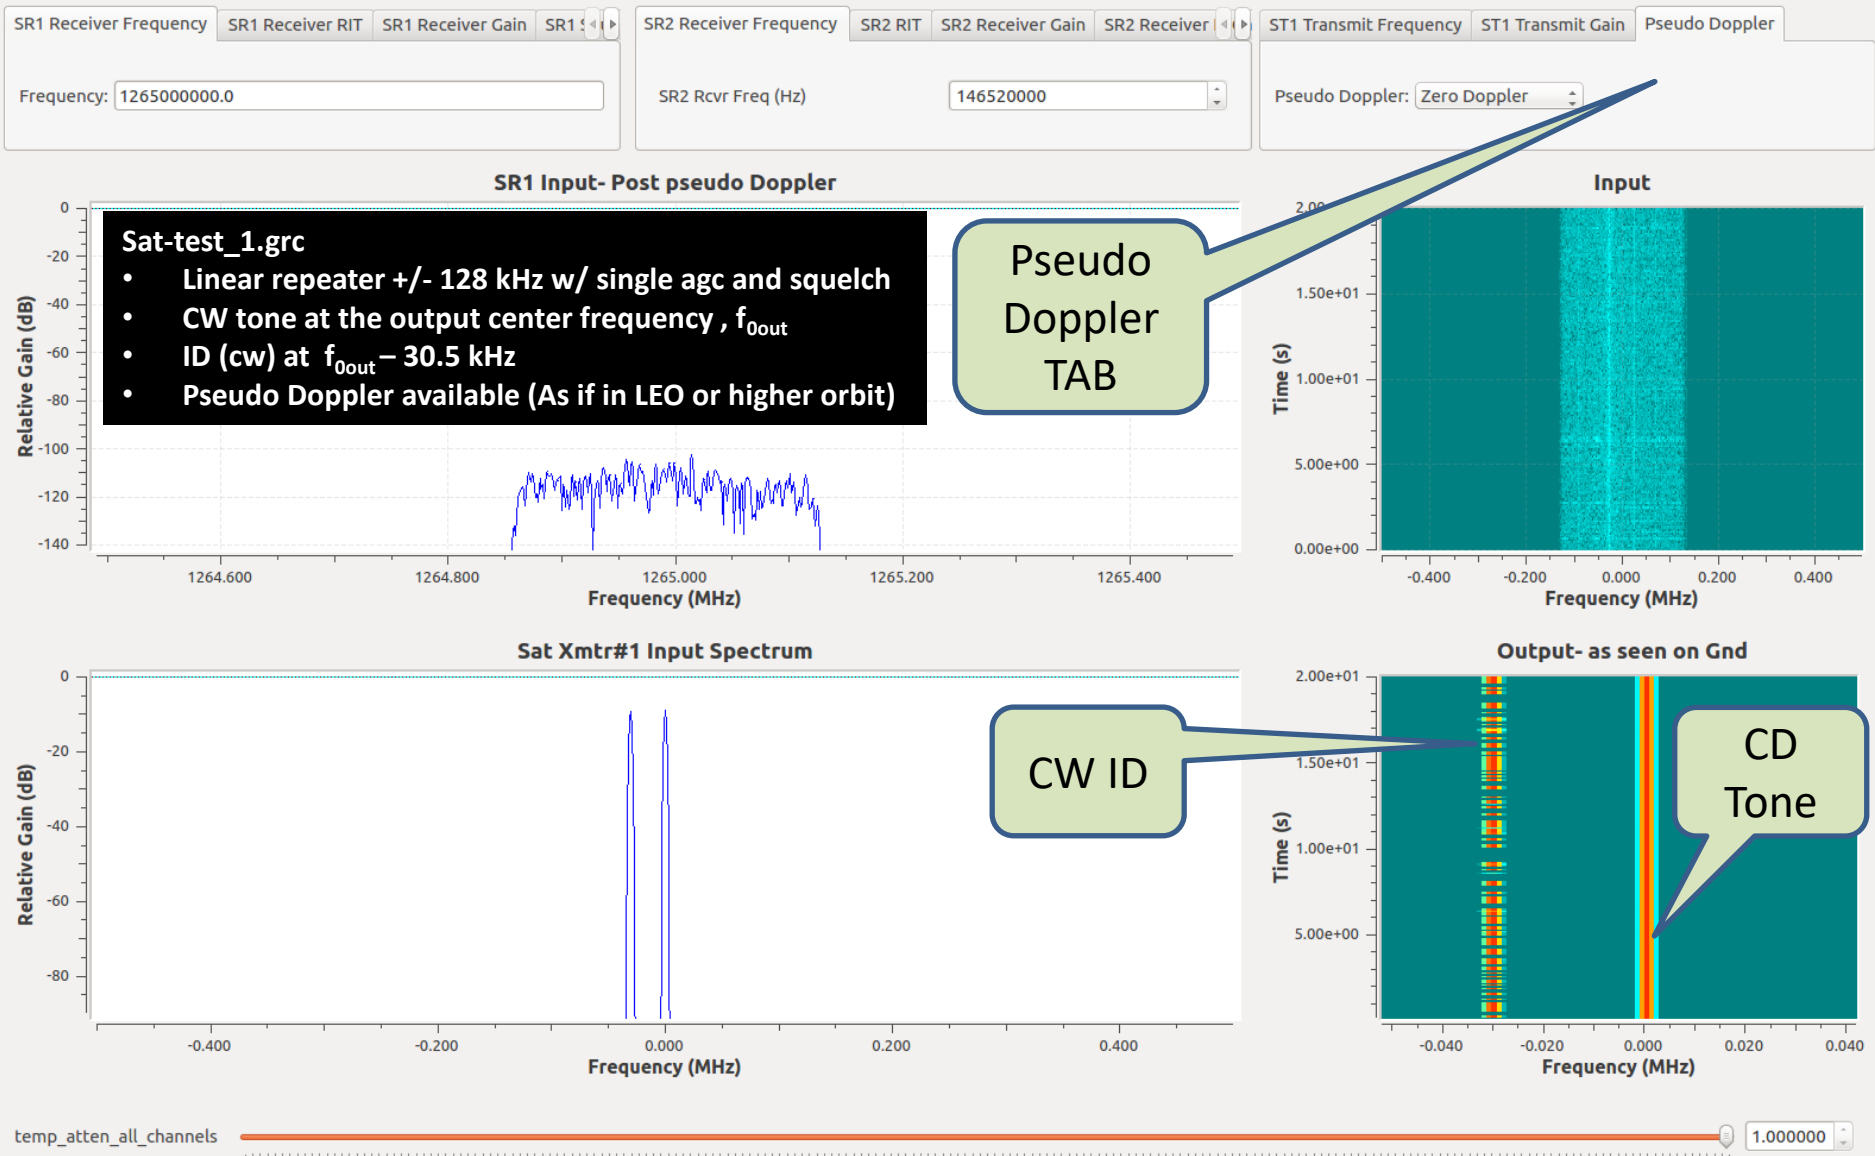 SR1 Receiver Frequency SR1 Receiver RIT SR1 Receiver Gain SR1
Frequency: 1265000000.0
SR2 Receiver Frequency SR2 RIT SR2 Receiver Gain SR2 Receiver
SR2 Rcvr Freq (Hz) 146520000
ST1 Transmit Frequency ST1 Transmit Gain Pseudo Doppler
Pseudo Doppler: Zero Doppler
SR1 Input- Post pseudo Doppler
Relative Gain (dB)
0
-20
-40
-60
-80
-100
-120
-140
Sat-test_1.grc
• Linear repeater +/- 128 kHz w/ single agc and squelch
• CW tone at the output center frequency , f0out
• ID (cw) at f0out – 30.5 kHz
• Pseudo Doppler available (As if in LEO or higher orbit)
1264.600 1264.800 1265.000 1265.200 1265.400
Frequency (MHz)
Pseudo
Doppler
TAB
Input
Time (s)
1.50e+01
1.00e+01
5.00e+00
0.00e+00
-0.400 -0.200 0.000 0.200 0.400
Frequency (MHz)
Sat Xmtr#1 Input Spectrum
Relative Gain (dB)
0
-20
-40
-60
-80
-0.400 -0.200 0.000 0.200 0.400
Frequency (MHz)
CW ID
Output- as seen on Gnd
Time (s)
2.00e+01
1.50e+01
1.00e+01
5.00e+00
CD
Tone
-0.040 -0.020 0.000 0.020 0.040
Frequency (MHz)
temp_atten_all_channels 1.000000